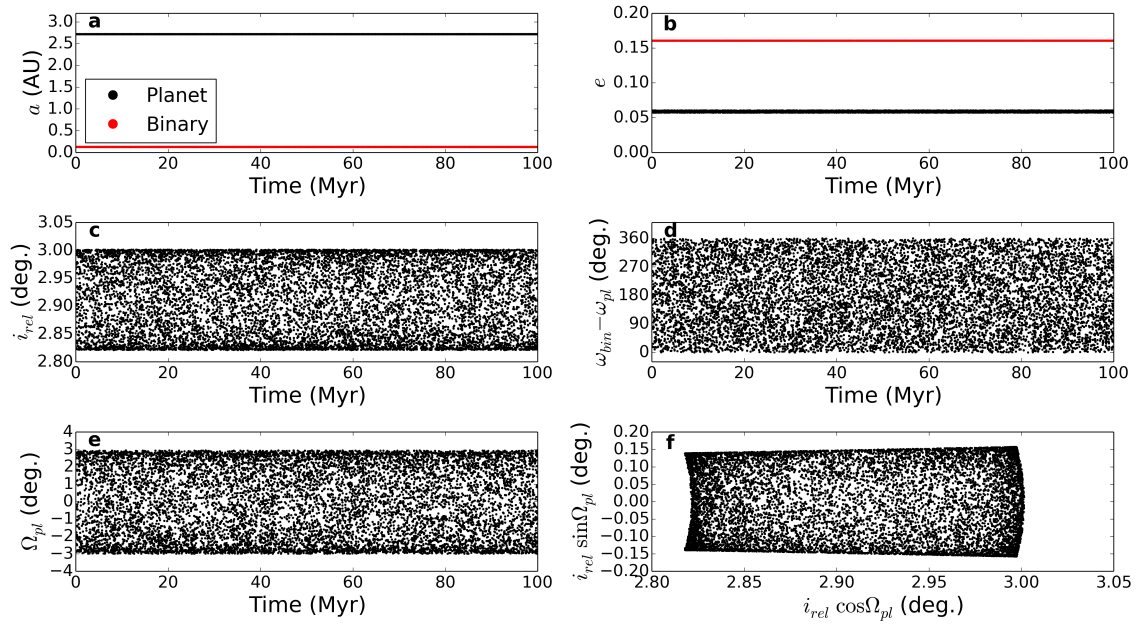 a
3.0
2.5
2.0
1.5
1.0
0.5
0.0
a (AU)
Planet
Binary
0 20 40 60 80 100
Time (Myr)
b
0.20
0.15
0.10
0.05
0.00
e
0 20 40 60 80 100
Time (Myr)
c
3.05
3.00
2.95
2.90
2.85
2.80
i_rel (deg.)
0 20 40 60 80 100
Time (Myr)
d
360
270
180
90
0
ω_bin−ω_pl (deg.)
0 20 40 60 80 100
Time (Myr)
e
4
3
2
1
0
−1
−2
−3
−4
Ω_pl (deg.)
0 20 40 60 80 100
Time (Myr)
f
0.20
0.15
0.10
0.05
0.00
−0.05
−0.10
−0.15
−0.20
i_rel sinΩ_pl (deg.)
2.80 2.85 2.90 2.95 3.00 3.05
i_rel cosΩ_pl (deg.)